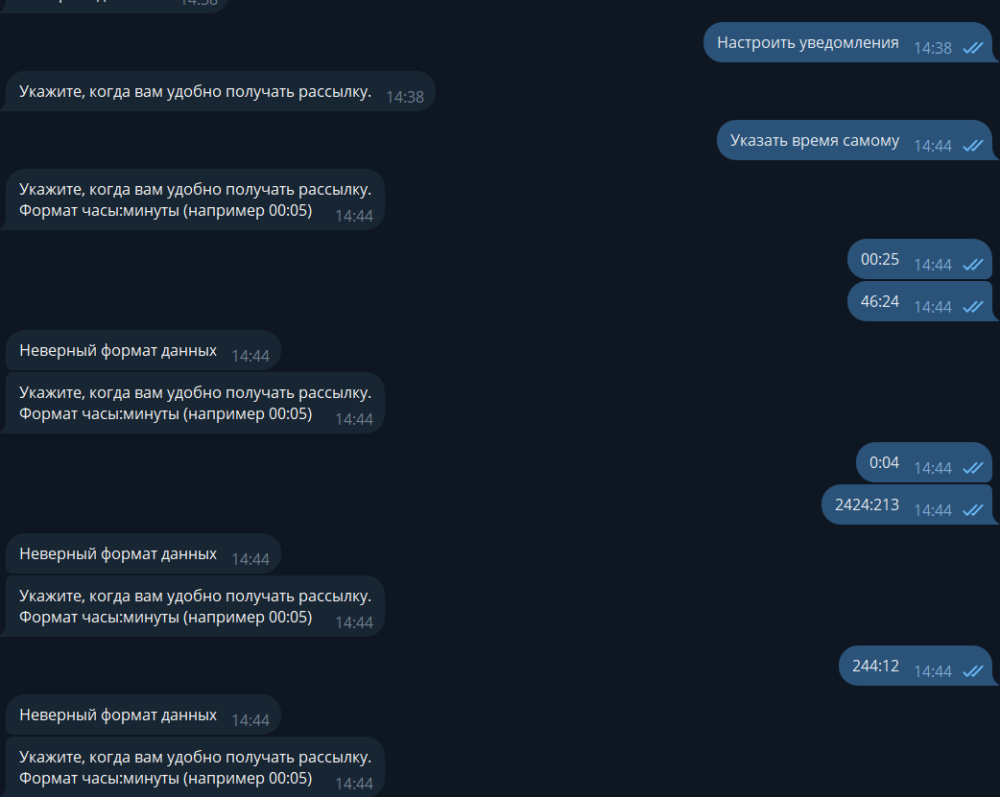 14:38
Настроить уведомления 14:38
Укажите, когда вам удобно получать рассылку. 14:38
Указать время самому 14:44
Укажите, когда вам удобно получать рассылку.
Формат часы:минуты (например 00:05) 14:44
00:25 14:44
46:24 14:44
Неверный формат данных 14:44
Укажите, когда вам удобно получать рассылку.
Формат часы:минуты (например 00:05) 14:44
0:04 14:44
2424:213 14:44
Неверный формат данных 14:44
Укажите, когда вам удобно получать рассылку.
Формат часы:минуты (например 00:05) 14:44
244:12 14:44
Неверный формат данных 14:44
Укажите, когда вам удобно получать рассылку.
Формат часы:минуты (например 00:05) 14:44